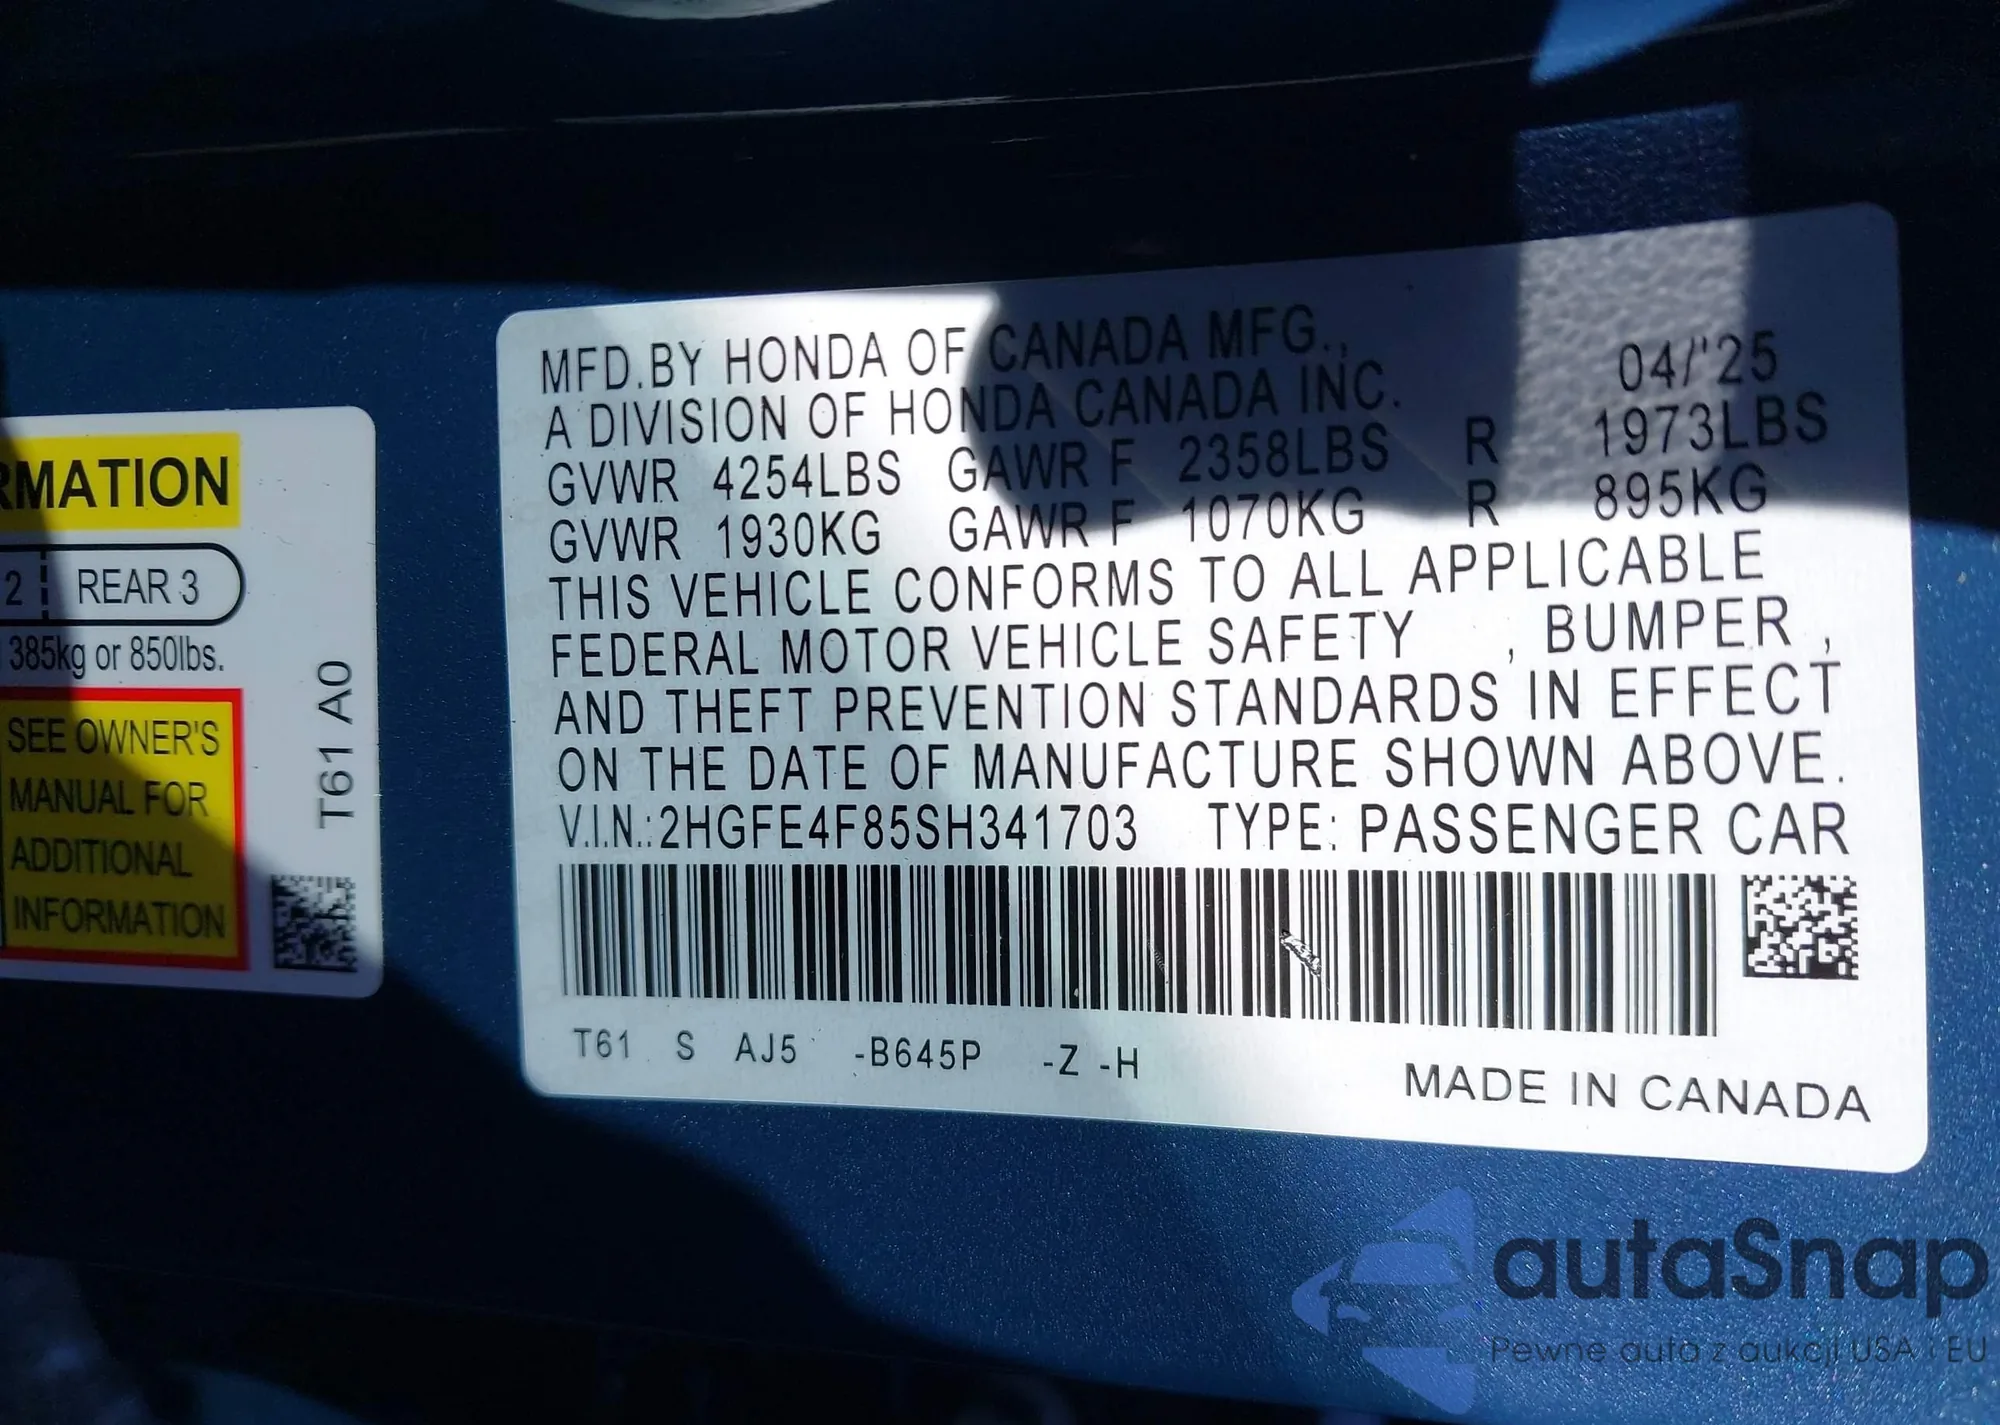 RMATION
2 REAR 3
385kg or 850lbs.
SEE OWNER'S
MANUAL FOR
ADDITIONAL
INFORMATION
T61 A0
MFD.BY HONDA OF CANADA MFG.,
04/'25
A DIVISION OF HONDA CANADA INC.
GVWR 4254LBS GAWR F 2358LBS R 1973LBS
GVWR 1930KG GAWR F 1070KG R 895KG
THIS VEHICLE CONFORMS TO ALL APPLICABLE
FEDERAL MOTOR VEHICLE SAFETY , BUMPER ,
AND THEFT PREVENTION STANDARDS IN EFFECT
ON THE DATE OF MANUFACTURE SHOWN ABOVE.
V.I.N.:2HGFE4F85SH341703 TYPE: PASSENGER CAR
T61 S AJ5 -B645P -Z -H
MADE IN CANADA
autaSnap
Pewne auta z aukcji USA i EU